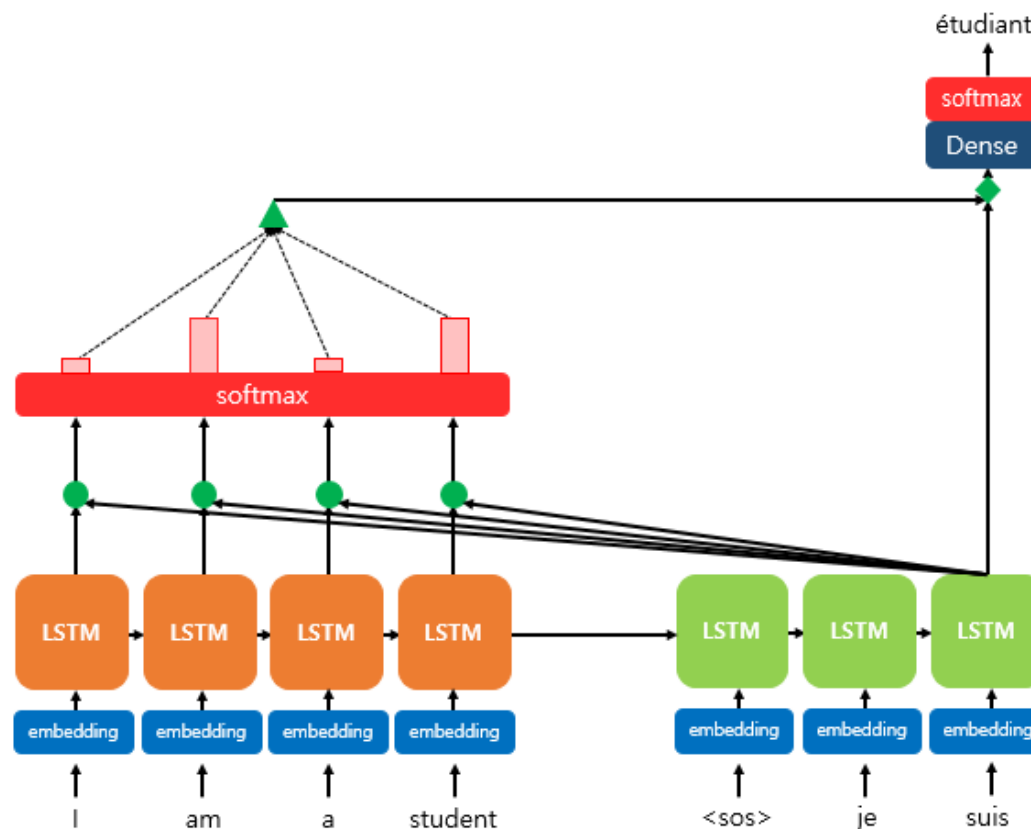 étudiant
softmax
Dense
softmax
LSTM LSTM LSTM LSTM LSTM LSTM LSTM
embedding embedding embedding embedding embedding embedding embedding
I am a student <sos> je suis